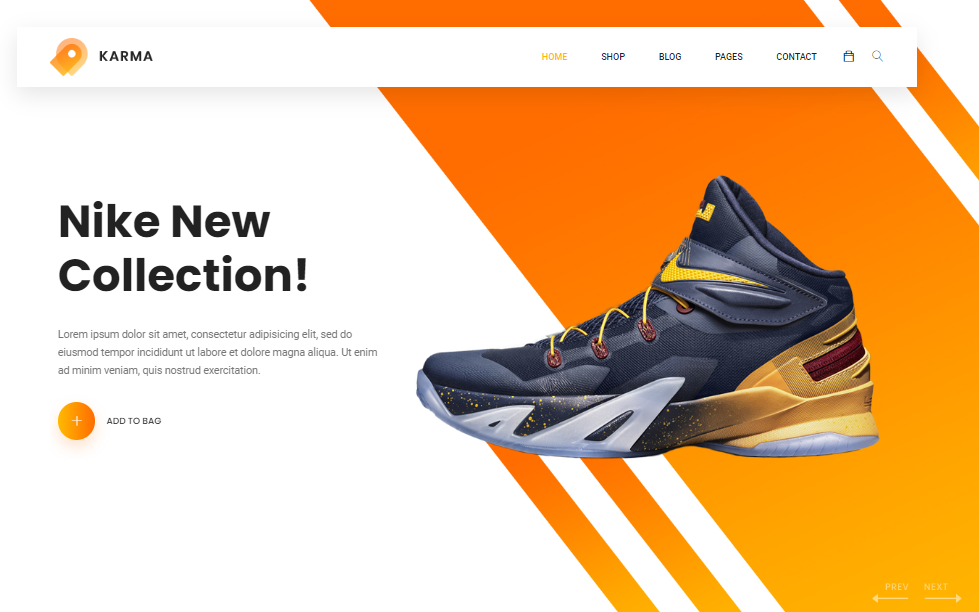 KARMA
HOME SHOP BLOG PAGES CONTACT
Nike New
Collection!
Lorem ipsum dolor sit amet, consectetur adipisicing elit, sed do
eiusmod tempor incididunt ut labore et dolore magna aliqua. Ut enim
ad minim veniam, quis nostrud exercitation.
ADD TO BAG
PREV NEXT